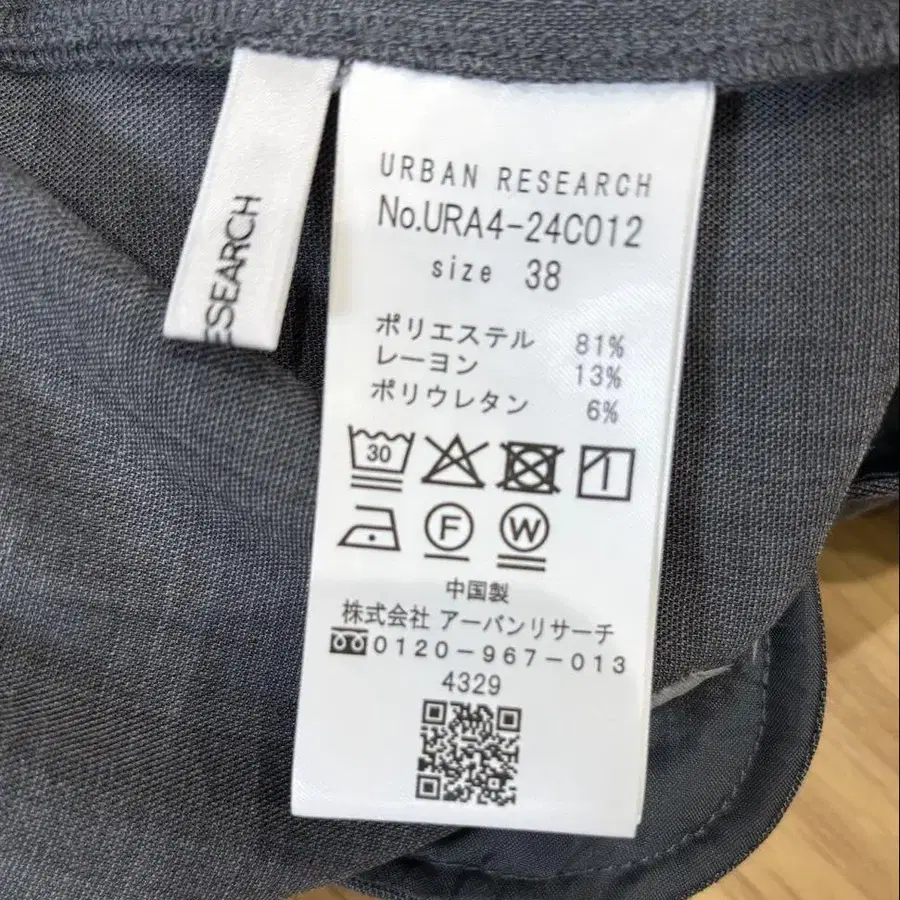 ESEARCH
URBAN RESEARCH
No.URA4-24C012
size 38
ポリエステル 81%
レーヨン 13%
ポリウレタン 6%
30
F W
中国製
株式会社 アーバンリサーチ
0120-967-013
4329